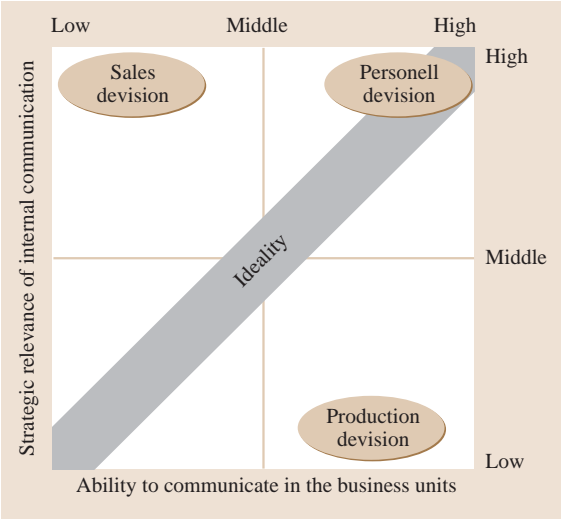 Low Middle High
High
Sales
devision
Personell
devision
Strategic relevance of internal communication
Ideality
Middle
Production
devision
Low
Ability to communicate in the business units